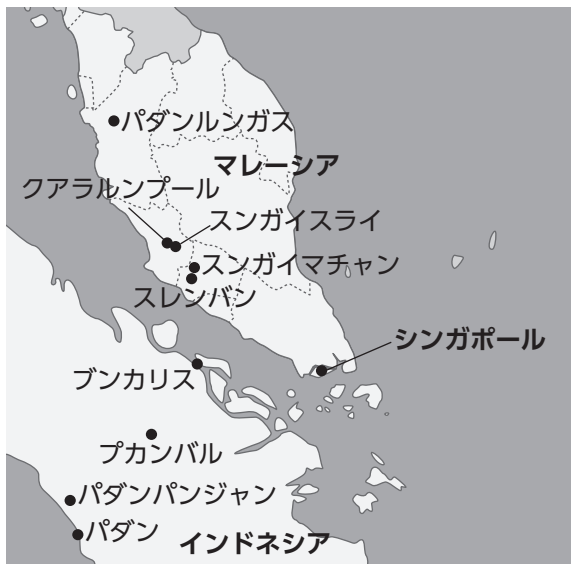 パダンルンガス
マレーシア
クアラルンプール
スンガイスライ
スンガイマチャン
スレンバン
シンガポール
ブンカリス
プカンバル
パダンパンジャン
パダン
インドネシア